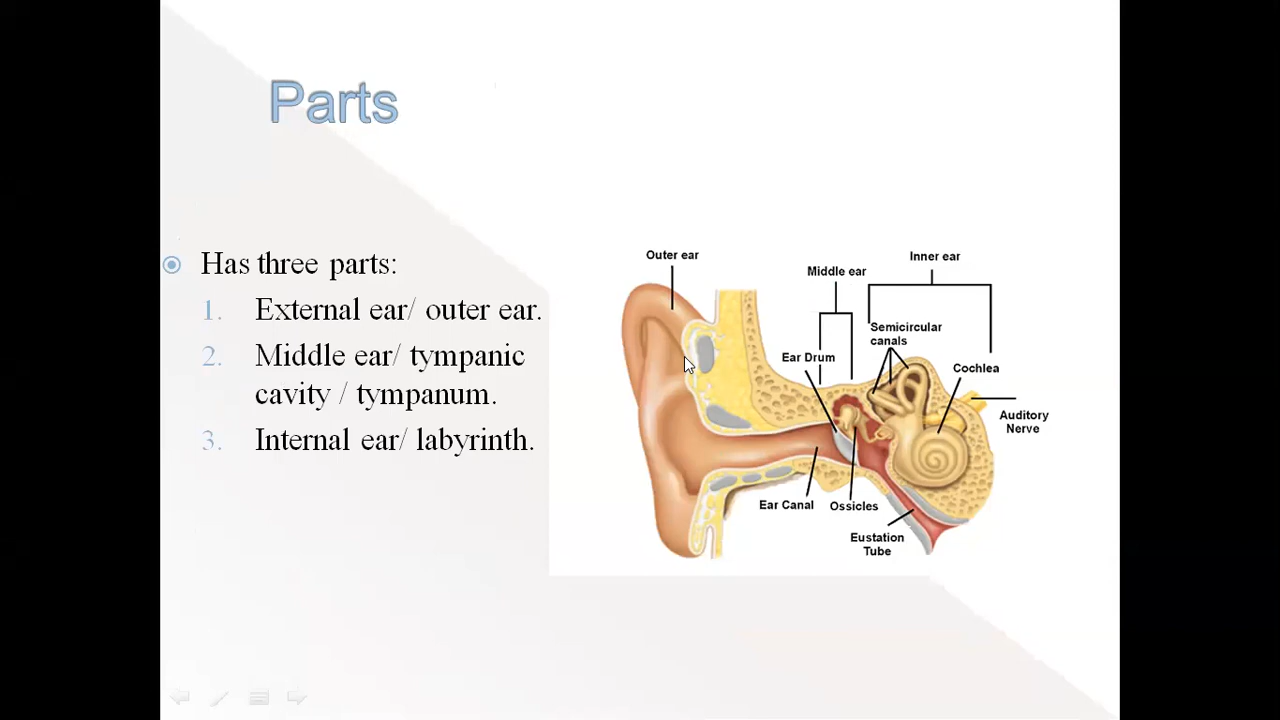 Parts
Has three parts:
1. External ear/ outer ear.
2. Middle ear/ tympanic
cavity / tympanum.
3. Internal ear/ labyrinth.
Outer ear
Middle ear
Inner ear
Semicircular
canals
Ear Drum
Cochlea
Auditory
Nerve
Ear Canal
Ossicles
Eustation
Tube